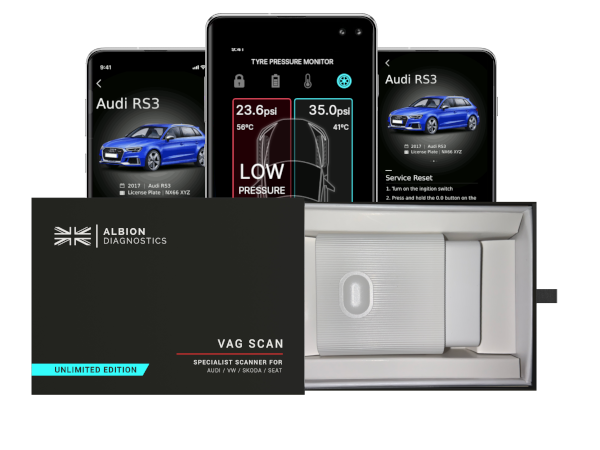 9:41
Audi RS3
2017 | Audi RS3
License Plate | NX66 XYZ
TYRE PRESSURE MONITOR
23.6psi
35.0psi
56°C
41°C
LOW
PRESSURE
Audi RS3
2017 | Audi RS3
License Plate | NX66 XYZ
Service Reset
1. Turn on the ingition switch
2. Press and hold the 0.0 button on the
ALBION
DIAGNOSTICS
VAG SCAN
SPECIALIST SCANNER FOR
AUDI / VW / SKODA / SEAT
UNLIMITED EDITION